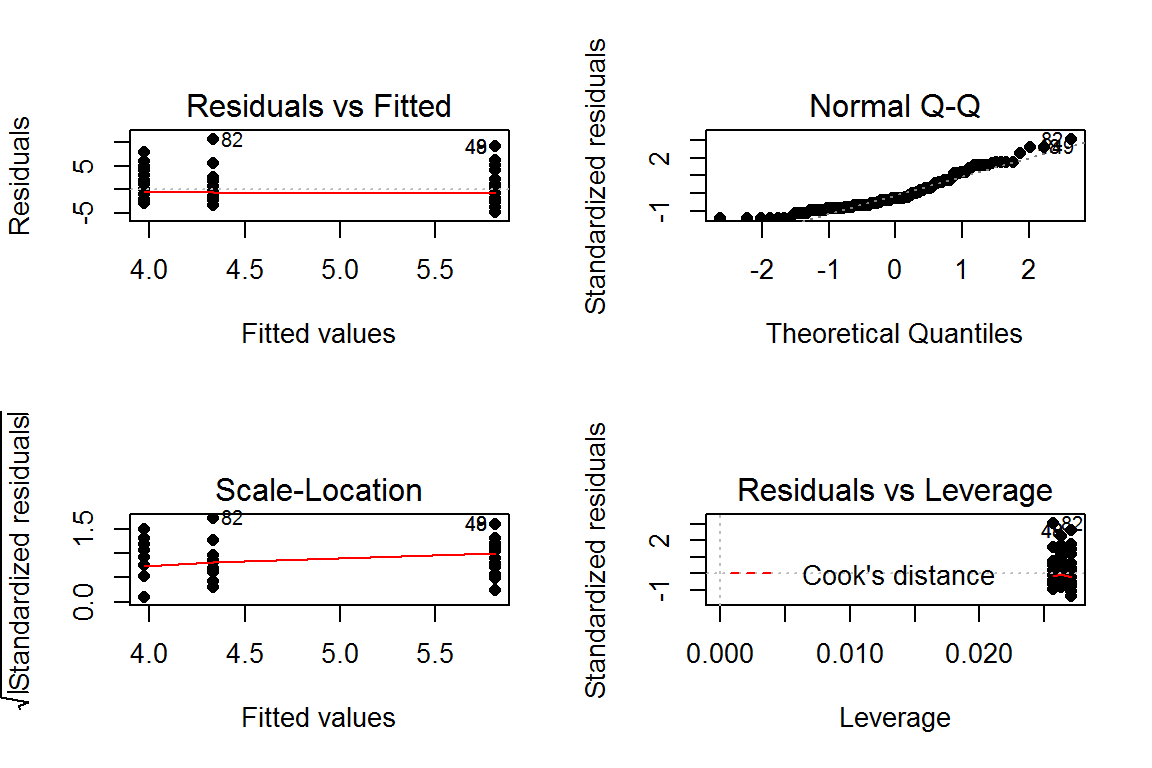 Residuals vs Fitted
Residuals
5
-5
82
49
4.0 4.5 5.0 5.5
Fitted values
Normal Q-Q
Standardized residuals
2
-1
82
49
-2 -1 0 1 2
Theoretical Quantiles
Scale-Location
√|Standardized residuals|
1.5
0.0
82
49
4.0 4.5 5.0 5.5
Fitted values
Residuals vs Leverage
Standardized residuals
2
-1
82
Cook's distance
0.000 0.010 0.020
Leverage